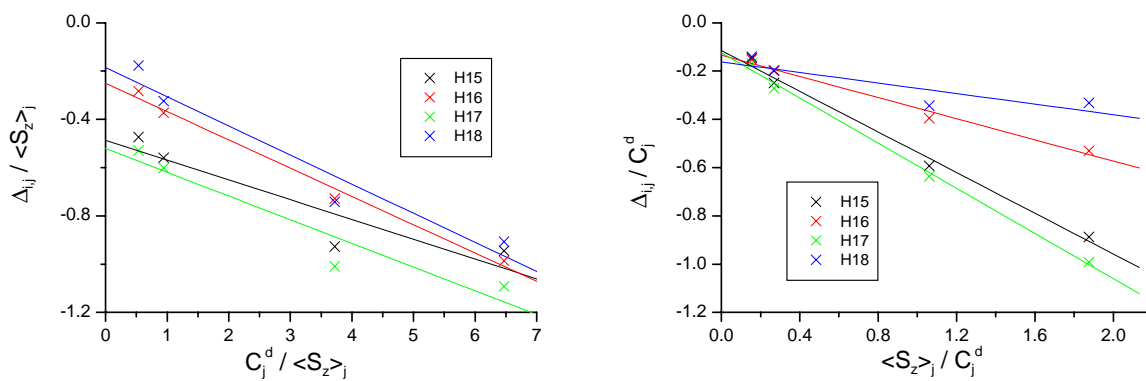 0.0
-0.4
-0.8
-1.2
0
1
2
3
4
5
6
7
Δi,j / <Sz>j
Cjd / <Sz>j
H15
H16
H17
H18
0.0
-0.2
-0.4
-0.6
-0.8
-1.0
-1.2
0.0
0.4
0.8
1.2
1.6
2.0
Δi,j / Cjd
<Sz>j / Cjd
H15
H16
H17
H18